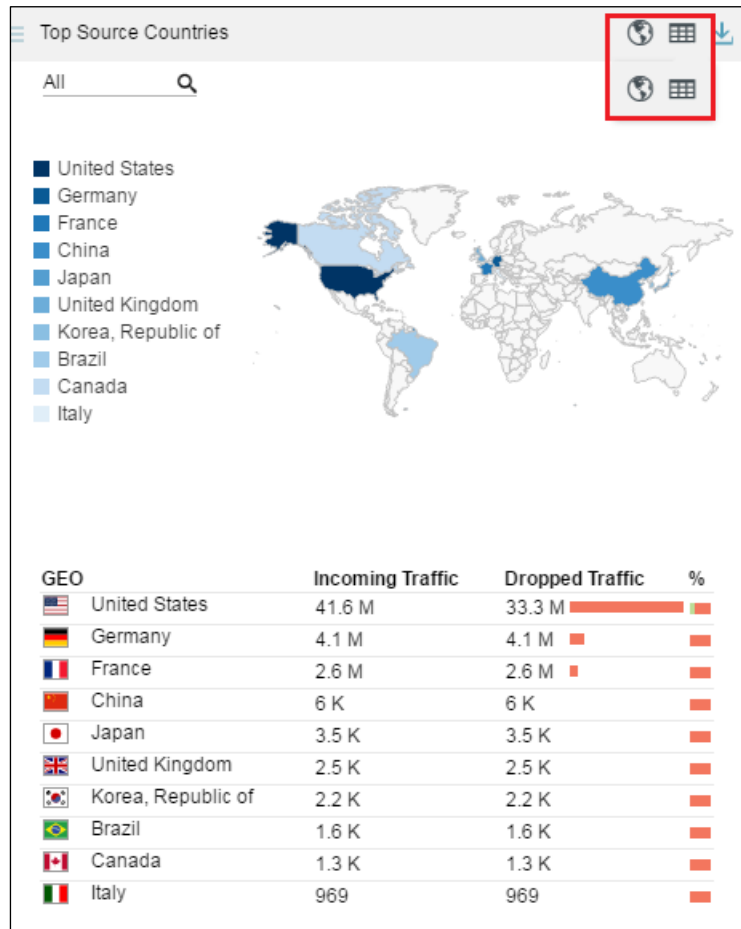 Top Source Countries
All
United States
Germany
France
China
Japan
United Kingdom
Korea, Republic of
Brazil
Canada
Italy
GEO Incoming Traffic Dropped Traffic %
United States 41.6 M 33.3 M
Germany 4.1 M 4.1 M
France 2.6 M 2.6 M
China 6 K 6 K
Japan 3.5 K 3.5 K
United Kingdom 2.5 K 2.5 K
Korea, Republic of 2.2 K 2.2 K
Brazil 1.6 K 1.6 K
Canada 1.3 K 1.3 K
Italy 969 969